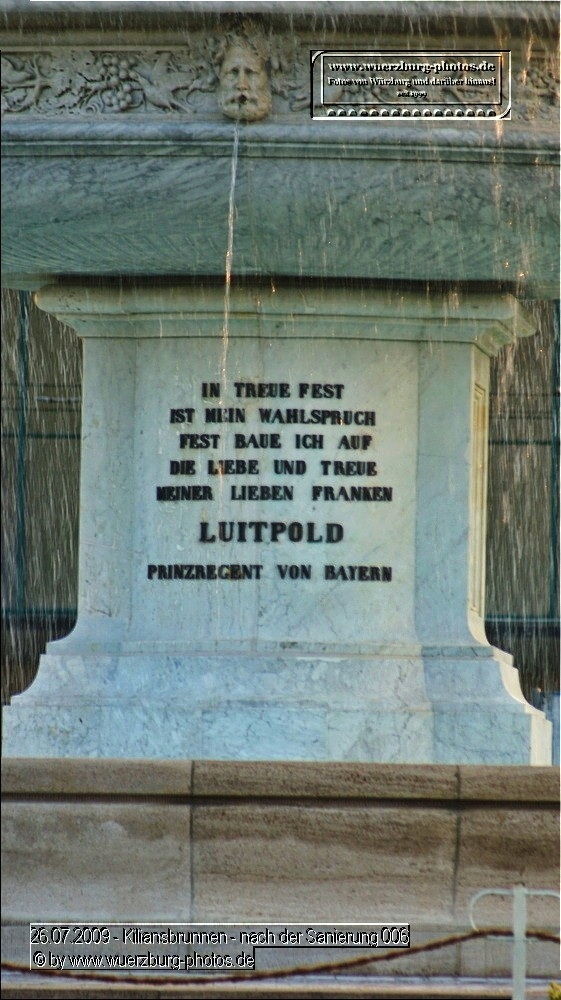 www.wuerzburg-photos.de
Fotos von Würzburg und darüber hinaus!
seit 1997
IN TREUE FEST
IST MEIN WAHLSPRUCH
FEST BAUE ICH AUF
DIE LIEBE UND TREUE
MEINER LIEBEN FRANKEN
LUITPOLD
PRINZREGENT VON BAYERN
26.07.2009 - Kiliansbrunnen - nach der Sanierung 006
© by www.wuerzburg-photos.de